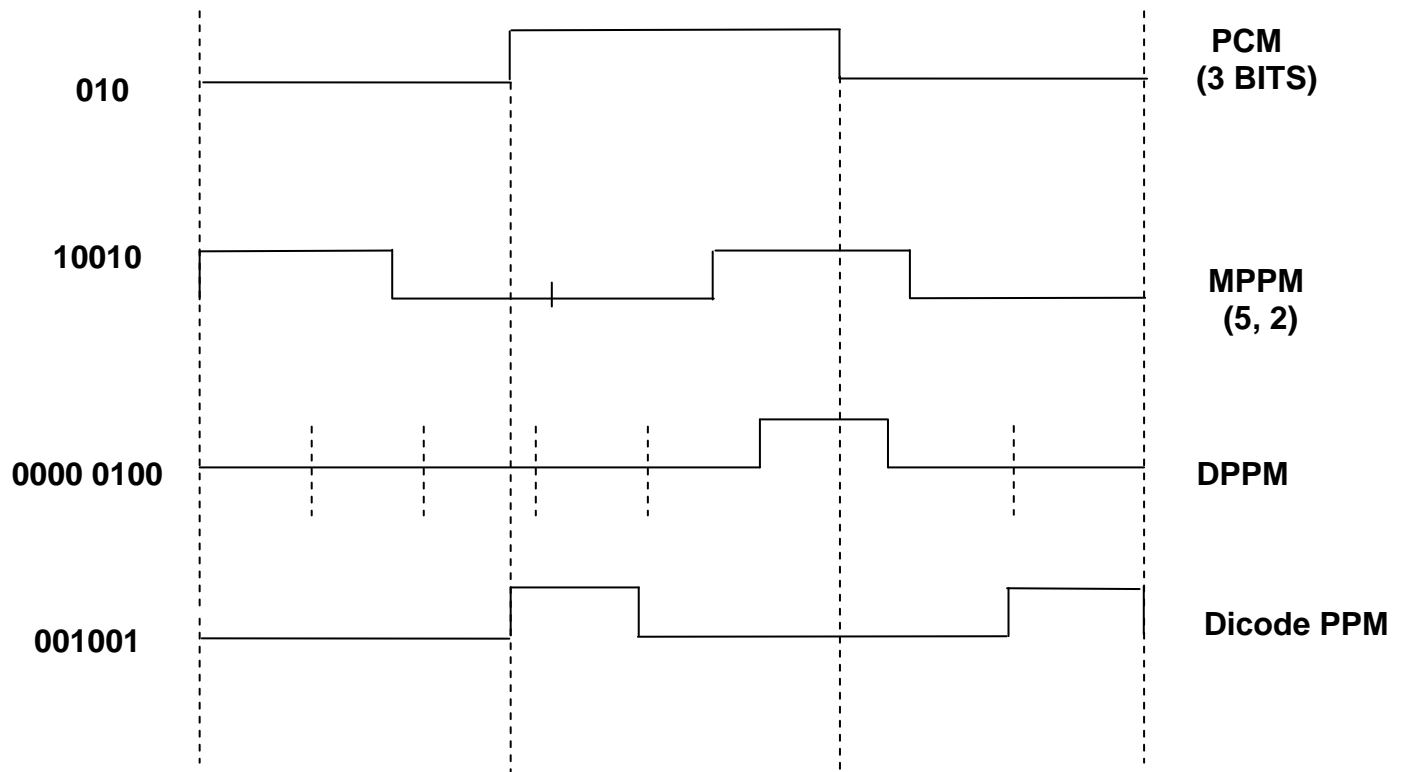 010
PCM
(3 BITS)
10010
MPPM
(5, 2)
0000 0100
DPPM
001001
Dicode PPM